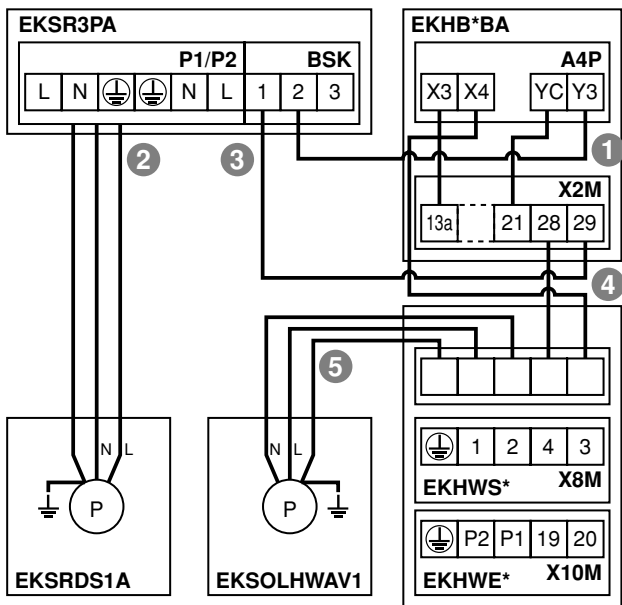 EKSR3PA
P1/P2 BSK
L N N L 1 2 3
EKHB*BA
A4P
X3 X4 YC Y3
1
2
3
X2M
13a 21 28 29
4
5
N L
P
EKSRDS1A
N L
P
EKSOLHWAV1
1 2 4 3
EKHWS* X8M
P2 P1 19 20
EKHWE* X10M